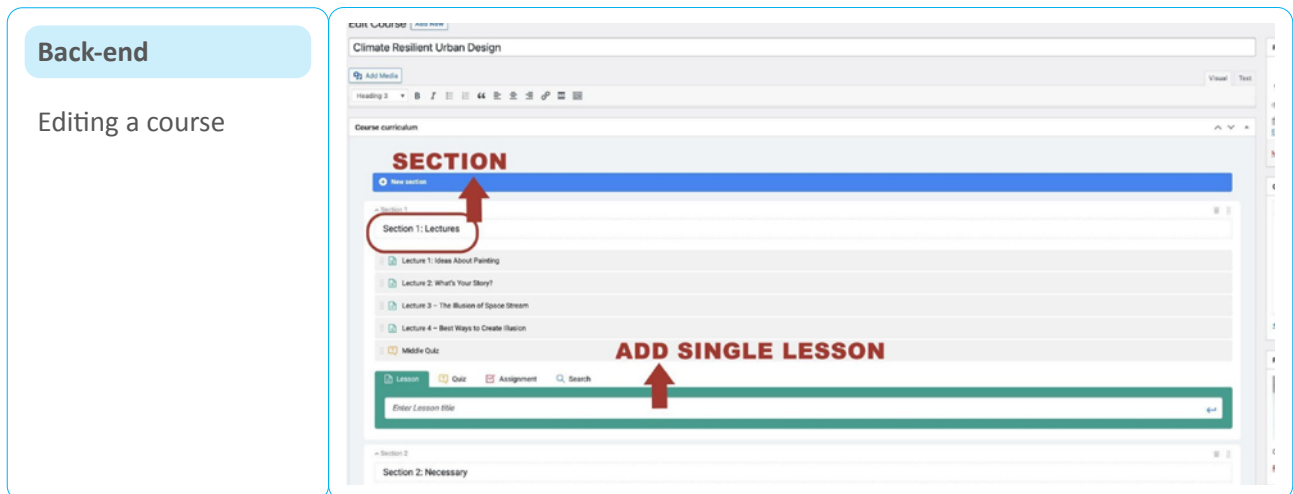 Back-end
Editing a course
Edit Course Add New
Climate Resilient Urban Design
Add Media
Visual Text
Heading 3 B I
Course curriculum
SECTION
New section
Section 1
Section 1: Lectures
Lecture 1: Ideas About Painting
Lecture 2: What's Your Story?
Lecture 3 – The Illusion of Space Stream
Lecture 4 – Best Ways to Create Illusion
Middle Quiz
ADD SINGLE LESSON
Lesson Quiz Assignment Search
Enter Lesson title
Section 2
Section 2: Necessary